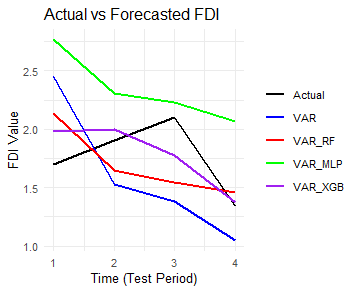 Actual vs Forecasted FDI
FDI Value
2.5
2.0
1.5
1.0
1 2 3 4
Time (Test Period)
Actual
VAR
VAR_RF
VAR_MLP
VAR_XGB